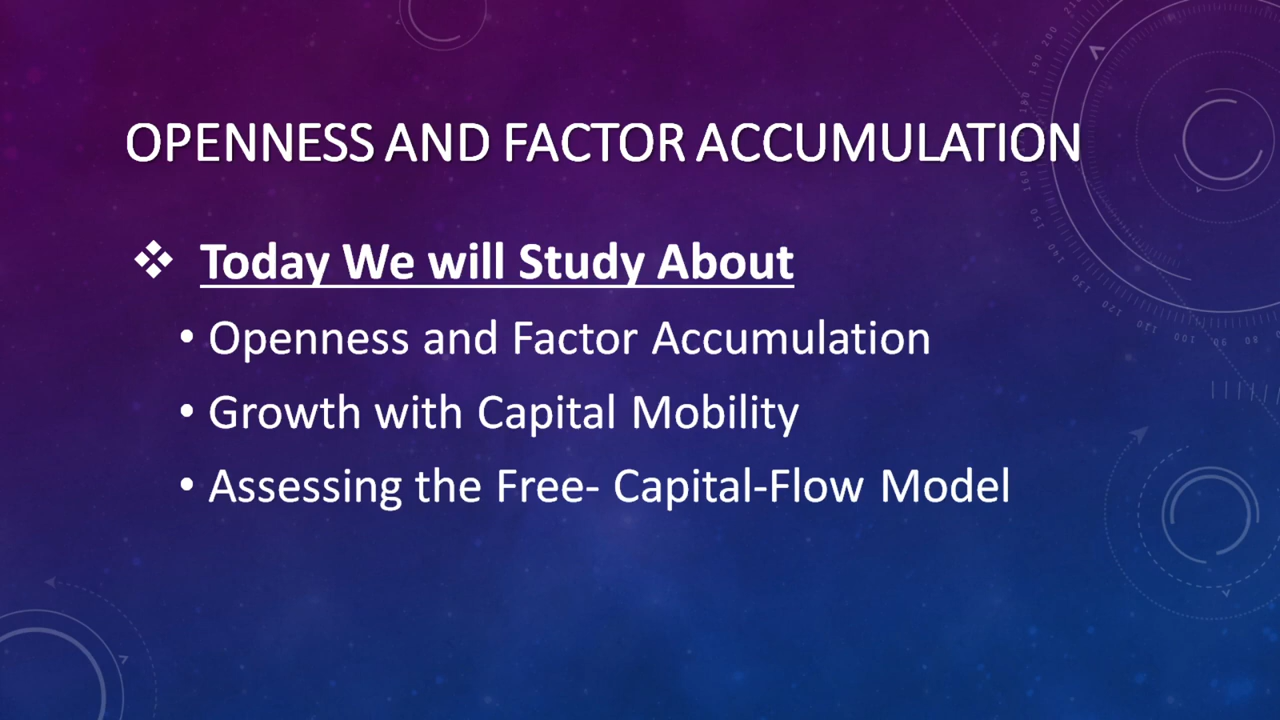 OPENNESS AND FACTOR ACCUMULATION
❖ Today We will Study About
• Openness and Factor Accumulation
• Growth with Capital Mobility
• Assessing the Free- Capital-Flow Model